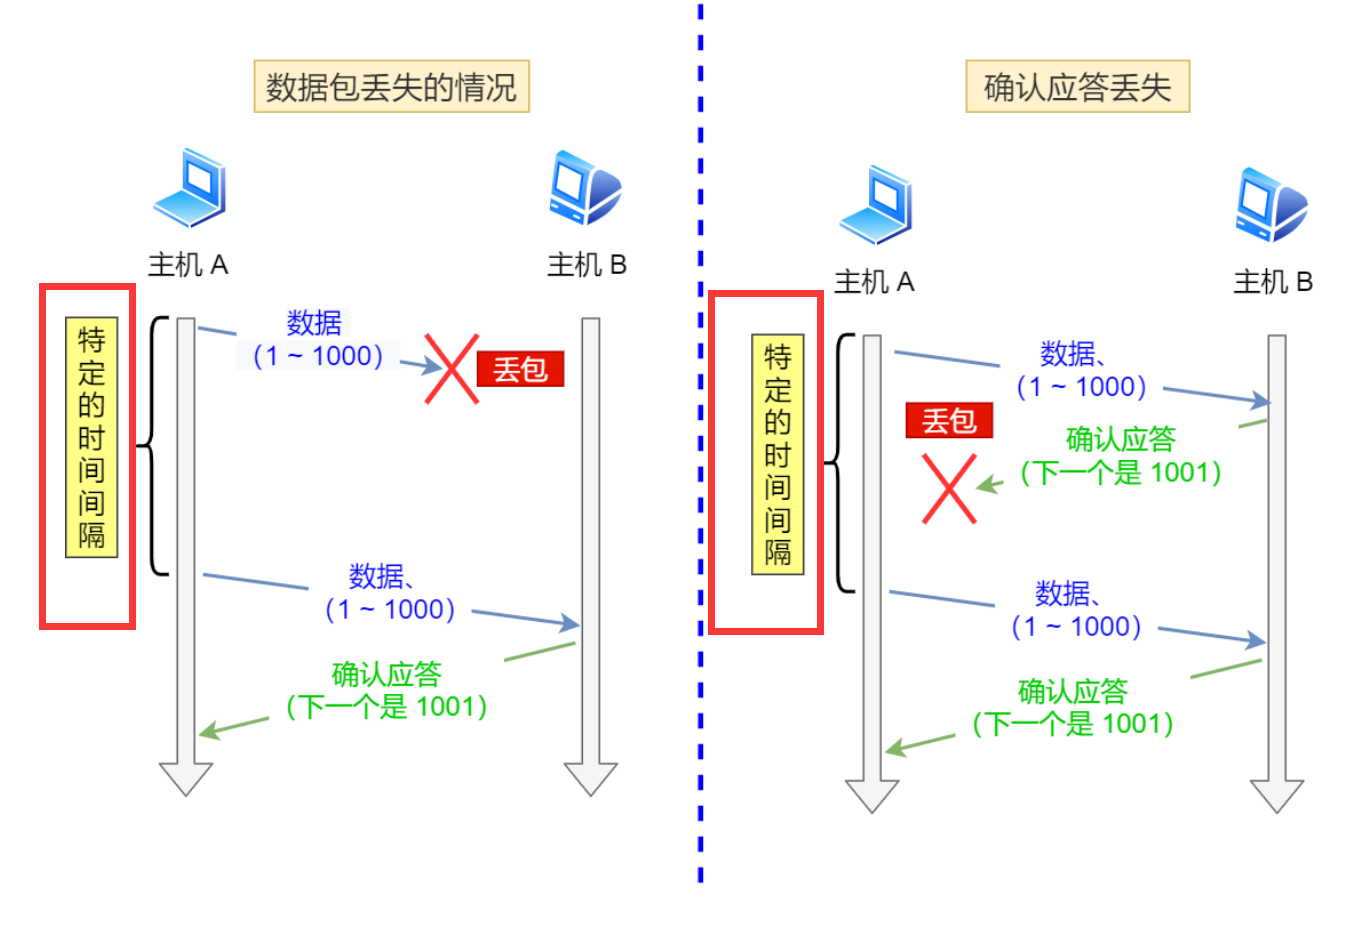 数据包丢失的情况
主机 A
主机 B
特定的时间间隔
数据
（1 ~ 1000）
丢包
数据、
（1 ~ 1000）
确认应答
（下一个是 1001）
确认应答丢失
主机 A
主机 B
特定的时间间隔
数据、
（1 ~ 1000）
丢包
确认应答
（下一个是 1001）
数据、
（1 ~ 1000）
确认应答
（下一个是 1001）